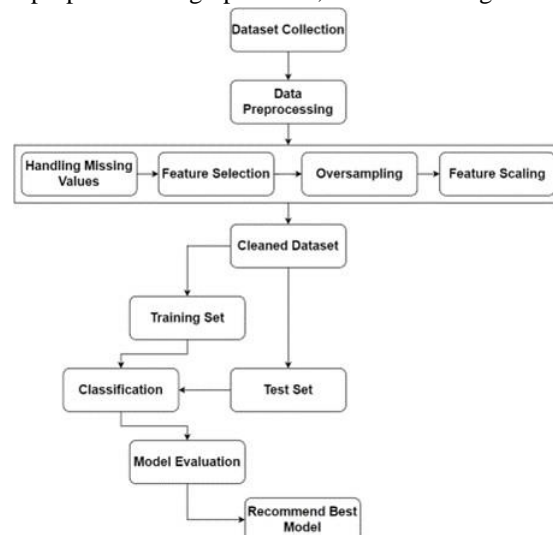 Dataset Collection
Data
Preprocessing
Handling Missing
Values
Feature Selection
Oversampling
Feature Scaling
Cleaned Dataset
Training Set
Classification
Test Set
Model Evaluation
Recommend Best
Model